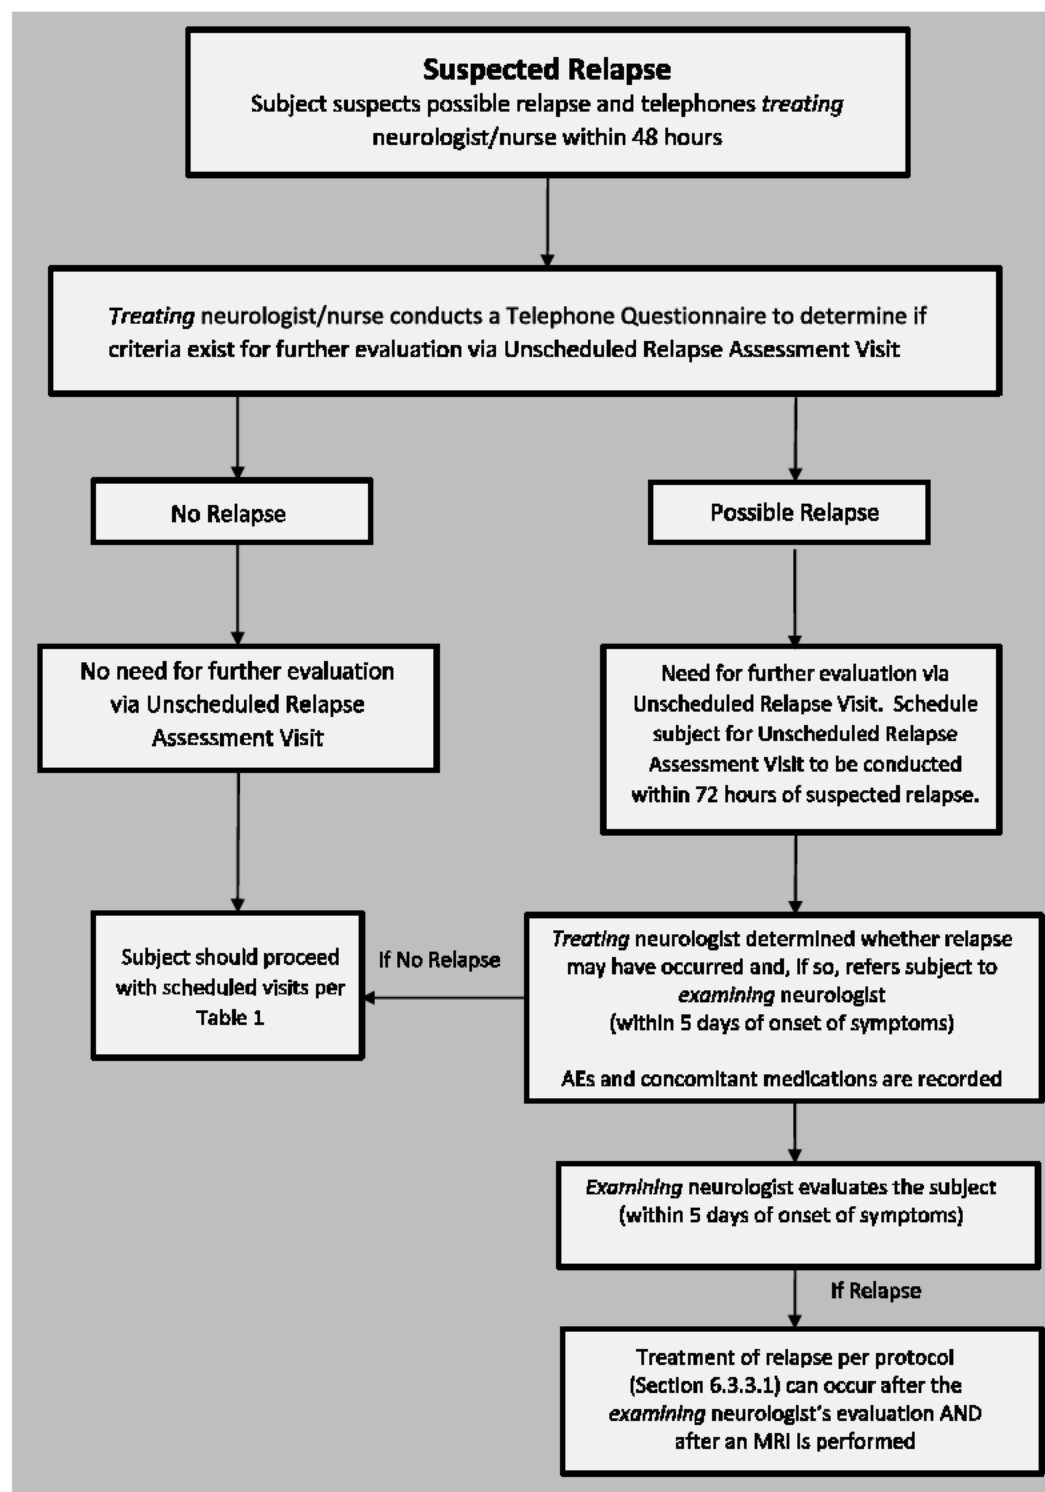 Suspected Relapse
Subject suspects possible relapse and telephones treating
neurologist/nurse within 48 hours
Treating neurologist/nurse conducts a Telephone Questionnaire to determine if
criteria exist for further evaluation via Unscheduled Relapse Assessment Visit
No Relapse
Possible Relapse
No need for further evaluation
via Unscheduled Relapse
Assessment Visit
Need for further evaluation via
Unscheduled Relapse Visit. Schedule
subject for Unscheduled Relapse
Assessment Visit to be conducted
within 72 hours of suspected relapse.
Subject should proceed
with scheduled visits per
Table 1
If No Relapse
Treating neurologist determined whether relapse
may have occurred and, if so, refers subject to
examining neurologist
(within 5 days of onset of symptoms)
AEs and concomitant medications are recorded
Examining neurologist evaluates the subject
(within 5 days of onset of symptoms)
If Relapse
Treatment of relapse per protocol
(Section 6.3.3.1) can occur after the
examining neurologist's evaluation AND
after an MRI is performed